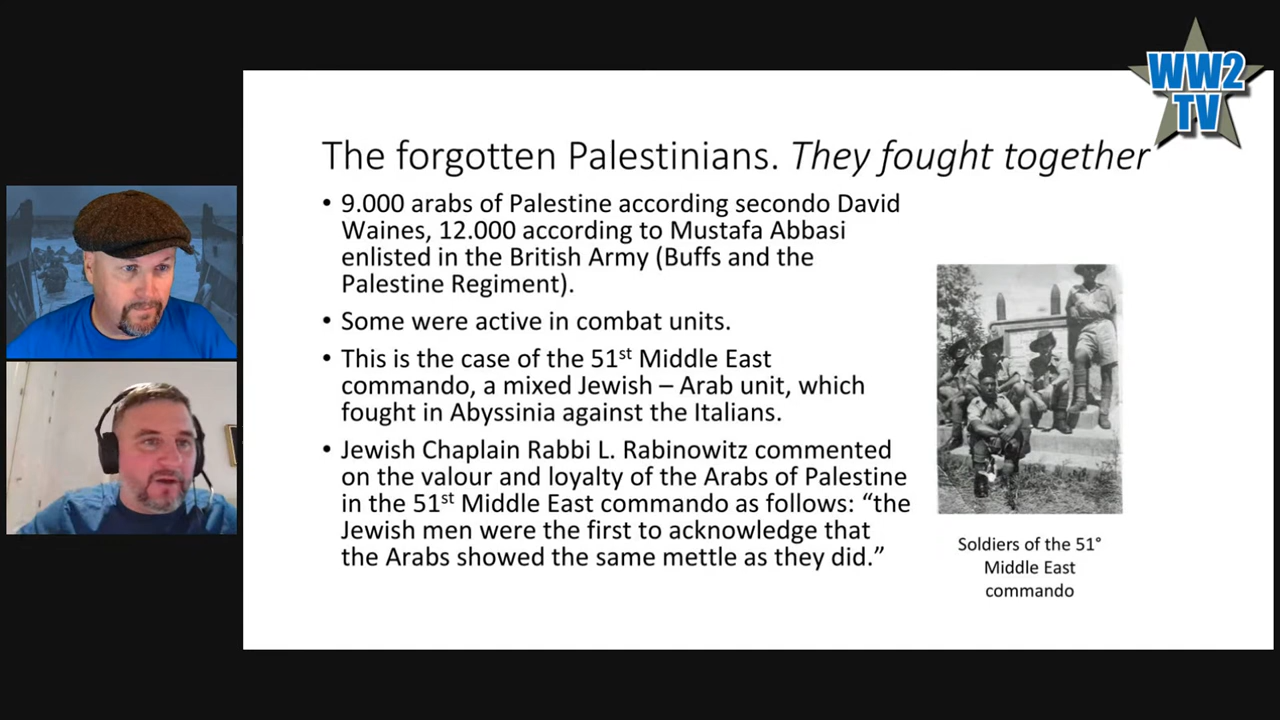 WW2
TV
The forgotten Palestinians. They fought together
• 9.000 arabs of Palestine according secondo David
Waines, 12.000 according to Mustafa Abbasi
enlisted in the British Army (Buffs and the
Palestine Regiment).
• Some were active in combat units.
• This is the case of the 51st Middle East
commando, a mixed Jewish – Arab unit, which
fought in Abyssinia against the Italians.
• Jewish Chaplain Rabbi L. Rabinowitz commented
on the valour and loyalty of the Arabs of Palestine
in the 51st Middle East commando as follows: “the
Jewish men were the first to acknowledge that
the Arabs showed the same mettle as they did.”
Soldiers of the 51°
Middle East
commando